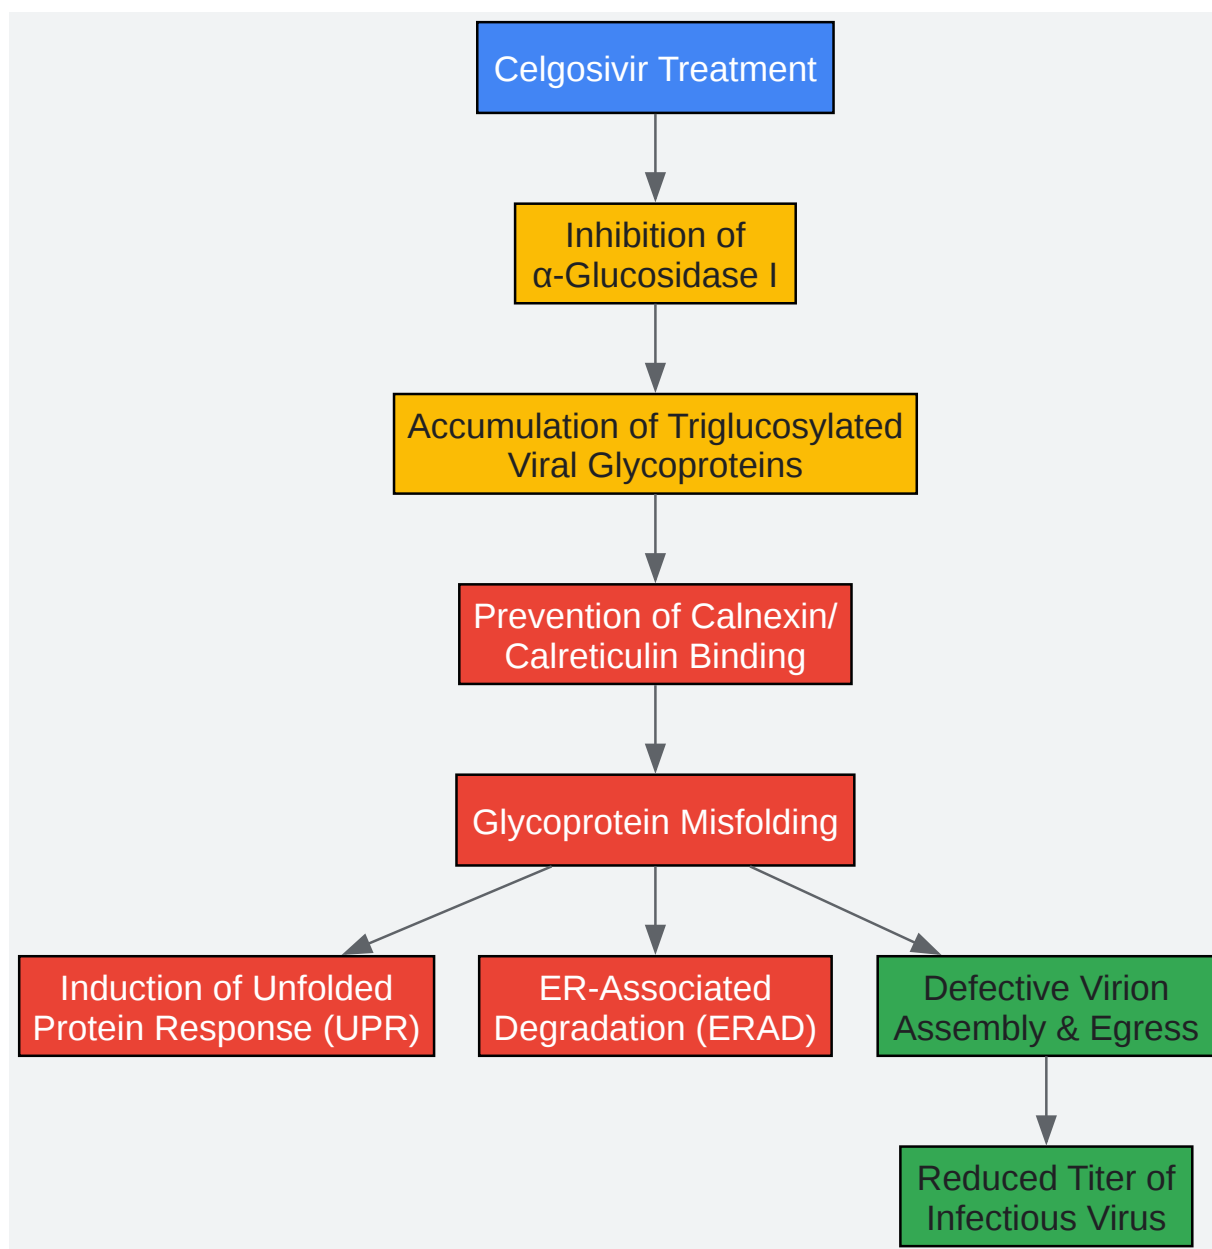 Celgosivir Treatment
Inhibition of
α-Glucosidase I
Accumulation of Triglucosylated
Viral Glycoproteins
Prevention of Calnexin/
Calreticulin Binding
Glycoprotein Misfolding
Induction of Unfolded
Protein Response (UPR)
ER-Associated
Degradation (ERAD)
Defective Virion
Assembly & Egress
Reduced Titer of
Infectious Virus